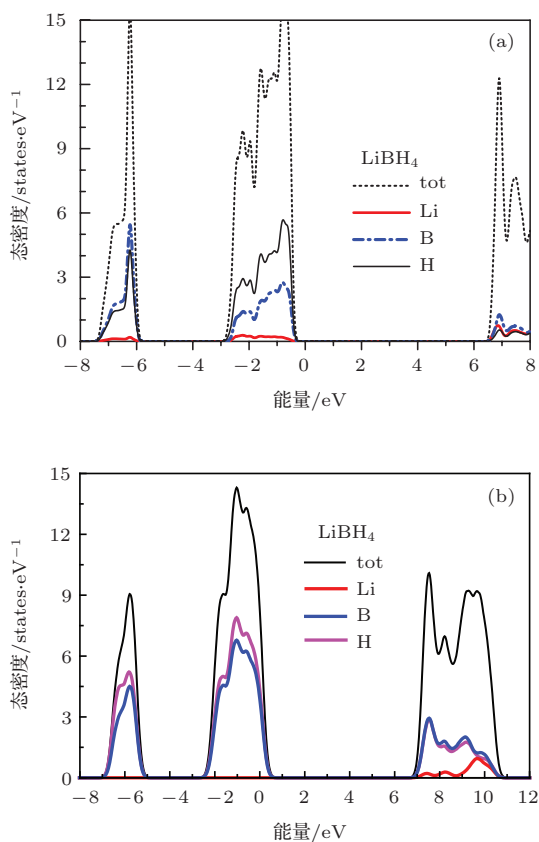 15
12
9
6
3
0
态密度/states·eV⁻¹
(a)
LiBH₄
tot
Li
B
H
−8 −6 −4 −2 0 2 4 6 8
能量/eV
15
12
9
6
3
0
态密度/states·eV⁻¹
(b)
LiBH₄
tot
Li
B
H
−8 −6 −4 −2 0 2 4 6 8 10 12
能量/eV